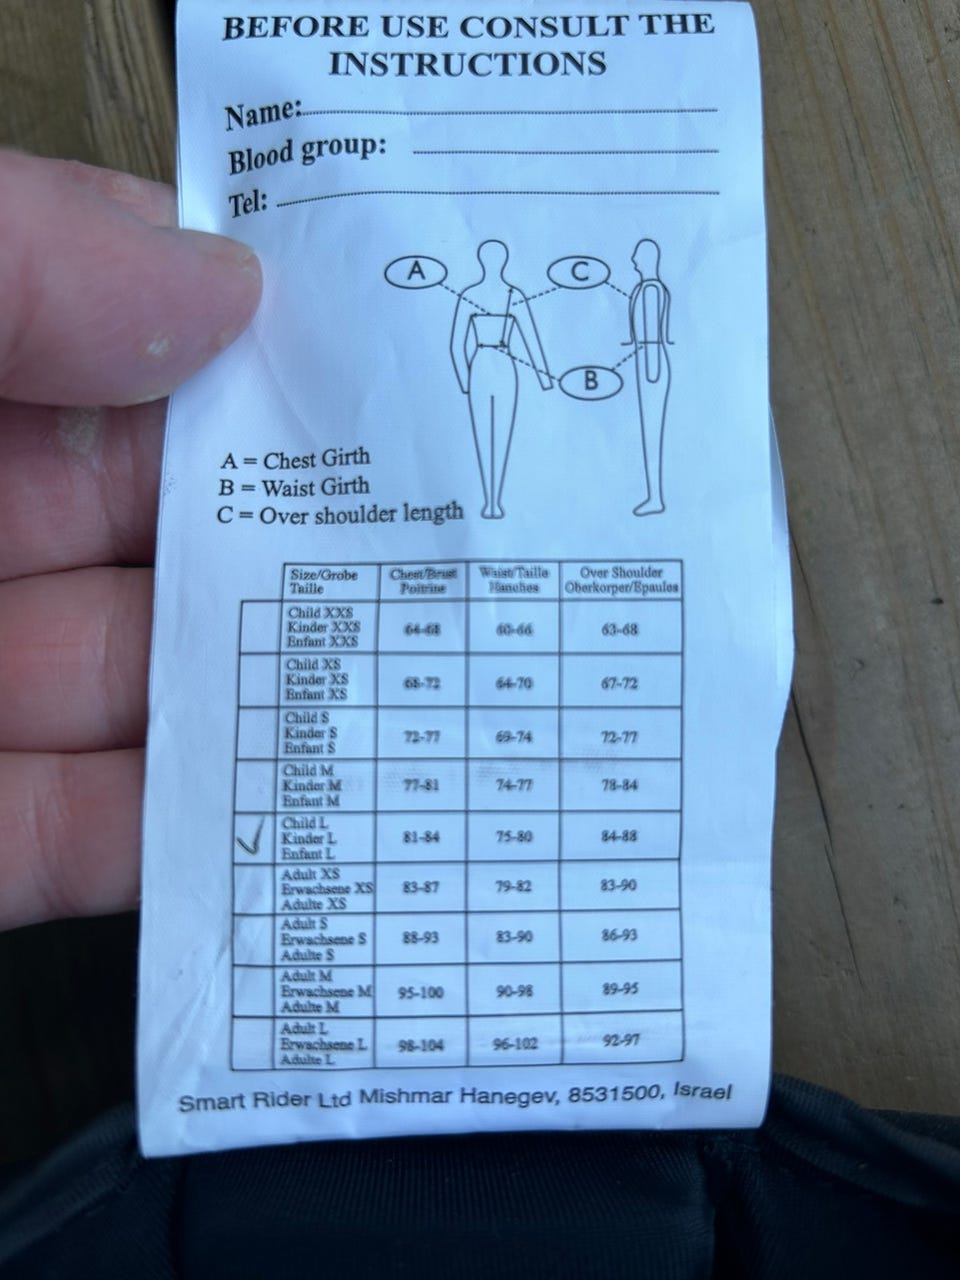 BEFORE USE CONSULT THE
INSTRUCTIONS
Name:
Blood group:
Tel:
A
C
B
A = Chest Girth
B = Waist Girth
C = Over shoulder length
Size/Grobe Taille Chest/Brust Poitrine Waist/Taille Hanches Over Shoulder Oberkorper/Epaules
Child XXS
Kinder XXS 64-68 60-66 63-68
Enfant XXS
Child XS
Kinder XS 68-72 64-70 67-72
Enfant XS
Child S
Kinder S 72-77 69-74 72-77
Enfant S
Child M
Kinder M 77-81 74-77 78-84
Enfant M
Child L
Kinder L 81-84 75-80 84-88
Enfant L
Adult XS
Erwachsene XS 83-87 79-82 83-90
Adulte XS
Adult S
Erwachsene S 88-93 83-90 86-93
Adulte S
Adult M
Erwachsene M 95-100 90-98 89-95
Adulte M
Adult L
Erwachsene L 98-104 96-102 92-97
Adulte L
Smart Rider Ltd Mishmar Hanegev, 8531500, Israel